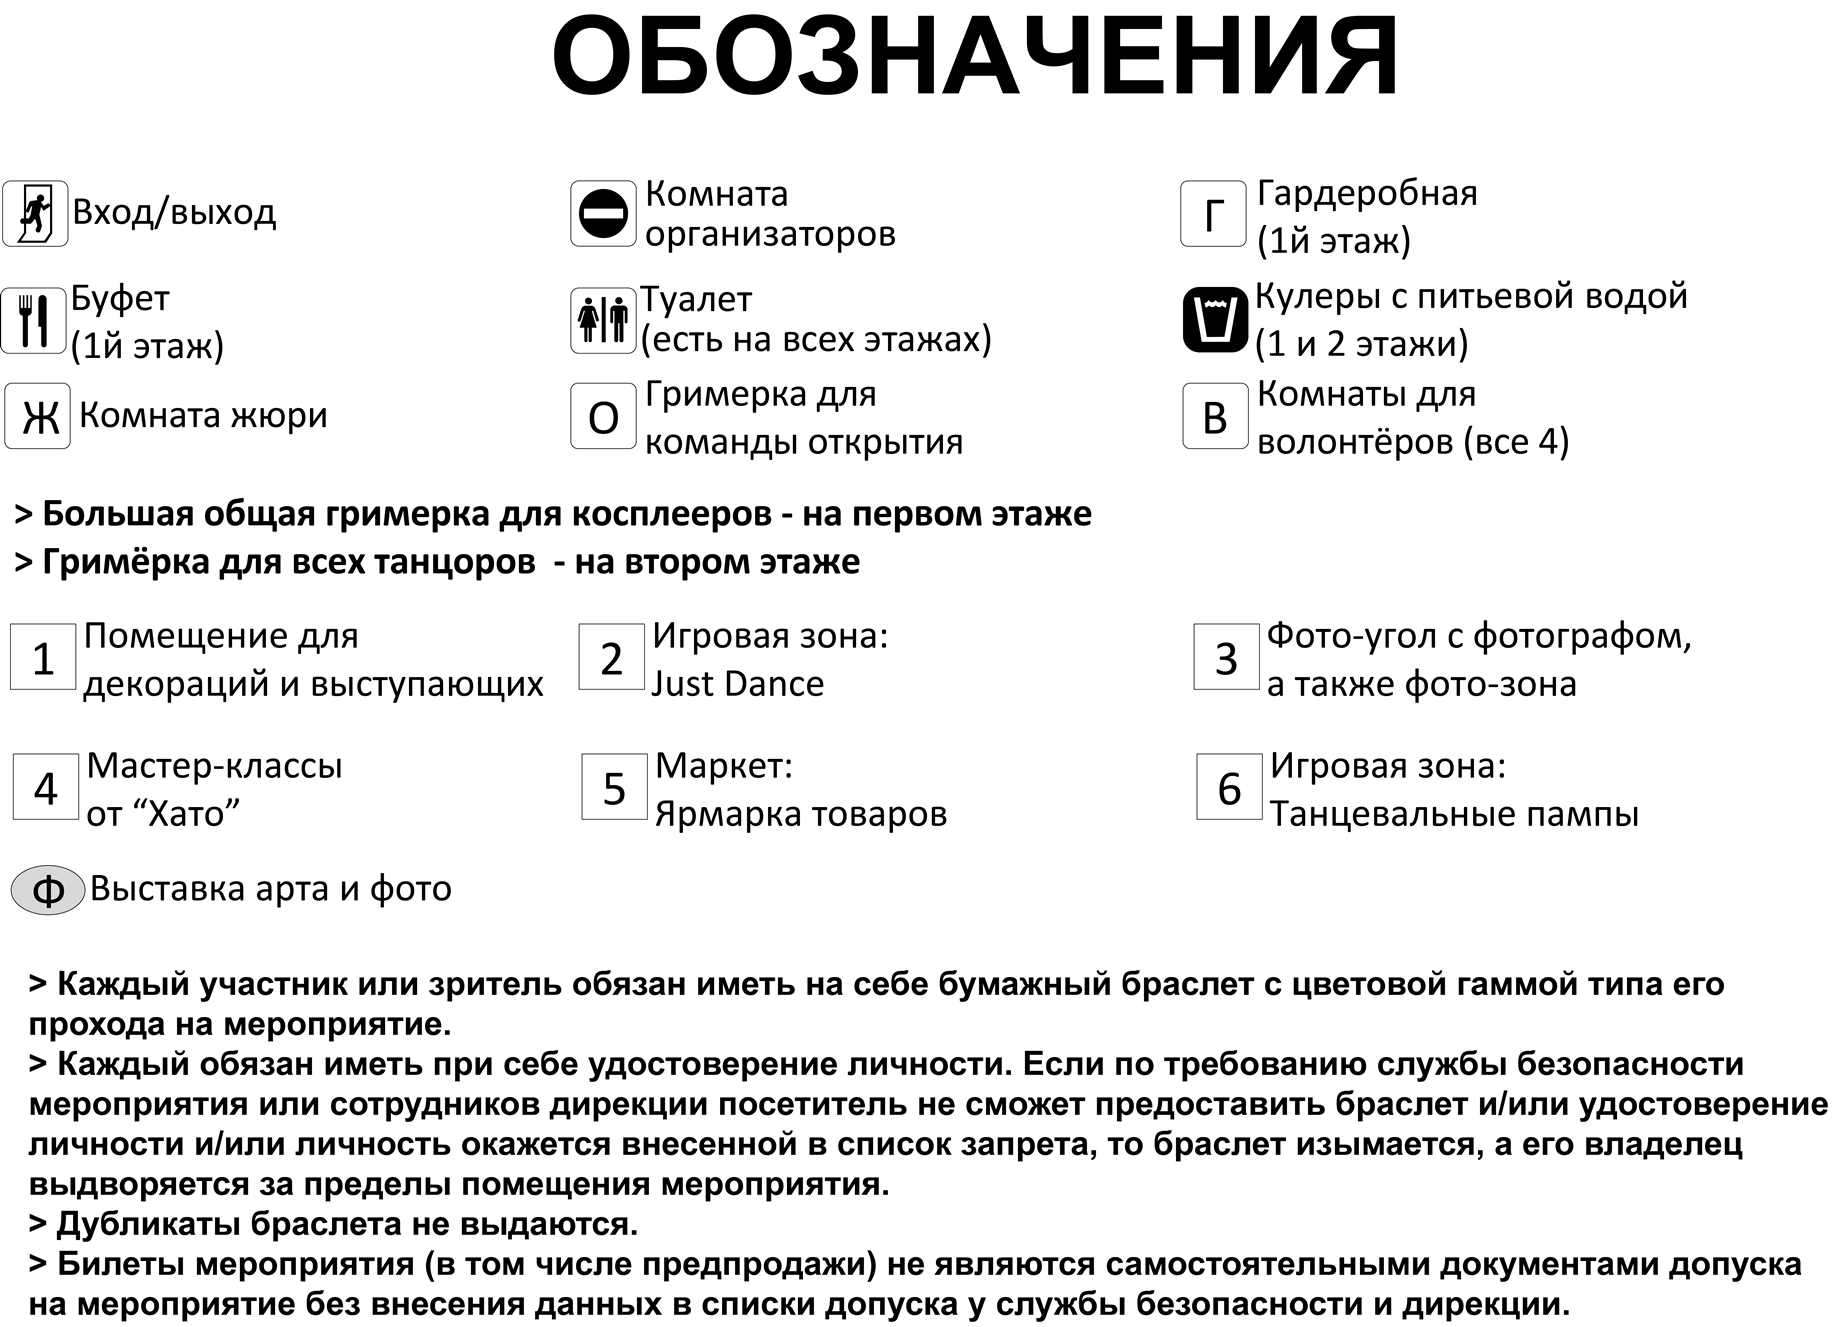 ОБОЗНАЧЕНИЯ
Вход/выход
Комната
организаторов
Г
Гардеробная
(1й этаж)
Буфет
(1й этаж)
Туалет
(есть на всех этажах)
Кулеры с питьевой водой
(1 и 2 этажи)
Ж Комната жюри
О
Гримерка для
команды открытия
В
Комнаты для
волонтёров (все 4)
> Большая общая гримерка для косплееров - на первом этаже
> Гримёрка для всех танцоров - на втором этаже
1
Помещение для
декораций и выступающих
2
Игровая зона:
Just Dance
3
Фото-угол с фотографом,
а также фото-зона
4
Мастер-классы
от “Хато”
5
Маркет:
Ярмарка товаров
6
Игровая зона:
Танцевальные пампы
Ф Выставка арта и фото
> Каждый участник или зритель обязан иметь на себе бумажный браслет с цветовой гаммой типа его
прохода на мероприятие.
> Каждый обязан иметь при себе удостоверение личности. Если по требованию службы безопасности
мероприятия или сотрудников дирекции посетитель не сможет предоставить браслет и/или удостоверение
личности и/или личность окажется внесенной в список запрета, то браслет изымается, а его владелец
выдворяется за пределы помещения мероприятия.
> Дубликаты браслета не выдаются.
> Билеты мероприятия (в том числе предпродажи) не являются самостоятельными документами допуска
на мероприятие без внесения данных в списки допуска у службы безопасности и дирекции.